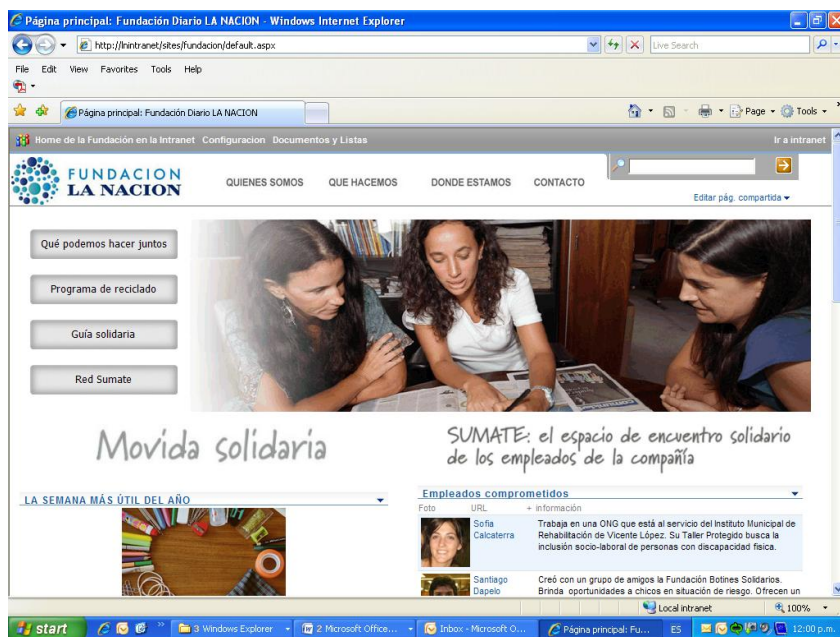 Página principal: Fundación Diario LA NACION - Windows Internet Explorer
http://lnintranet/sites/fundacion/default.aspx
Live Search
File Edit View Favorites Tools Help
Página principal: Fundación Diario LA NACION
Page Tools
Home de la Fundación en la Intranet Configuracion Documentos y Listas Ir a intranet
FUNDACION
LA NACION
QUIENES SOMOS QUE HACEMOS DONDE ESTAMOS CONTACTO
Editar pág. compartida
Qué podemos hacer juntos
Programa de reciclado
Guía solidaria
Red Sumate
Movida solidaria
SUMATE: el espacio de encuentro solidario
de los empleados de la compañía
LA SEMANA MÁS ÚTIL DEL AÑO
Empleados comprometidos
Foto URL + información
Sofia
Calcaterra
Trabaja en una ONG que está al servicio del Instituto Municipal de
Rehabilitación de Vicente López. Su Taller Protegido busca la
inclusión socio-laboral de personas con discapacidad física.
Santiago
Dapelo
Creó con un grupo de amigos la Fundación Botines Solidarios.
Brinda oportunidades a chicos en situación de riesgo. Ofrecen un
Local intranet 100%
start 3 Windows Explorer 2 Microsoft Office... Inbox - Microsoft O... Página principal: Fu... ES 12:00 p.m.